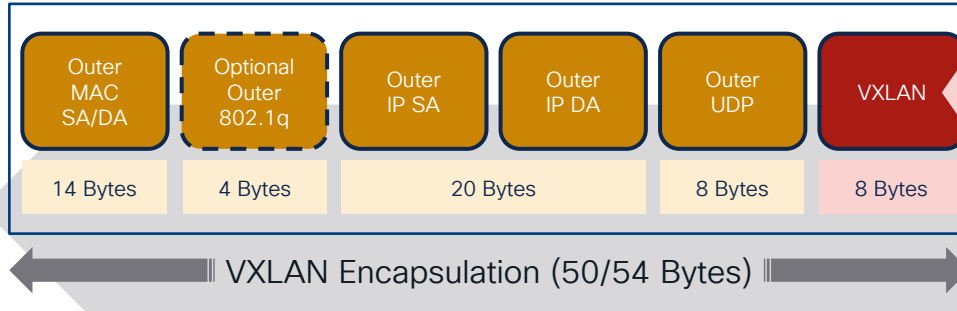 Outer
MAC
SA/DA
Optional
Outer
802.1q
Outer
IP SA
Outer
IP DA
Outer
UDP
VXLAN
14 Bytes
4 Bytes
20 Bytes
8 Bytes
8 Bytes
VXLAN Encapsulation (50/54 Bytes)